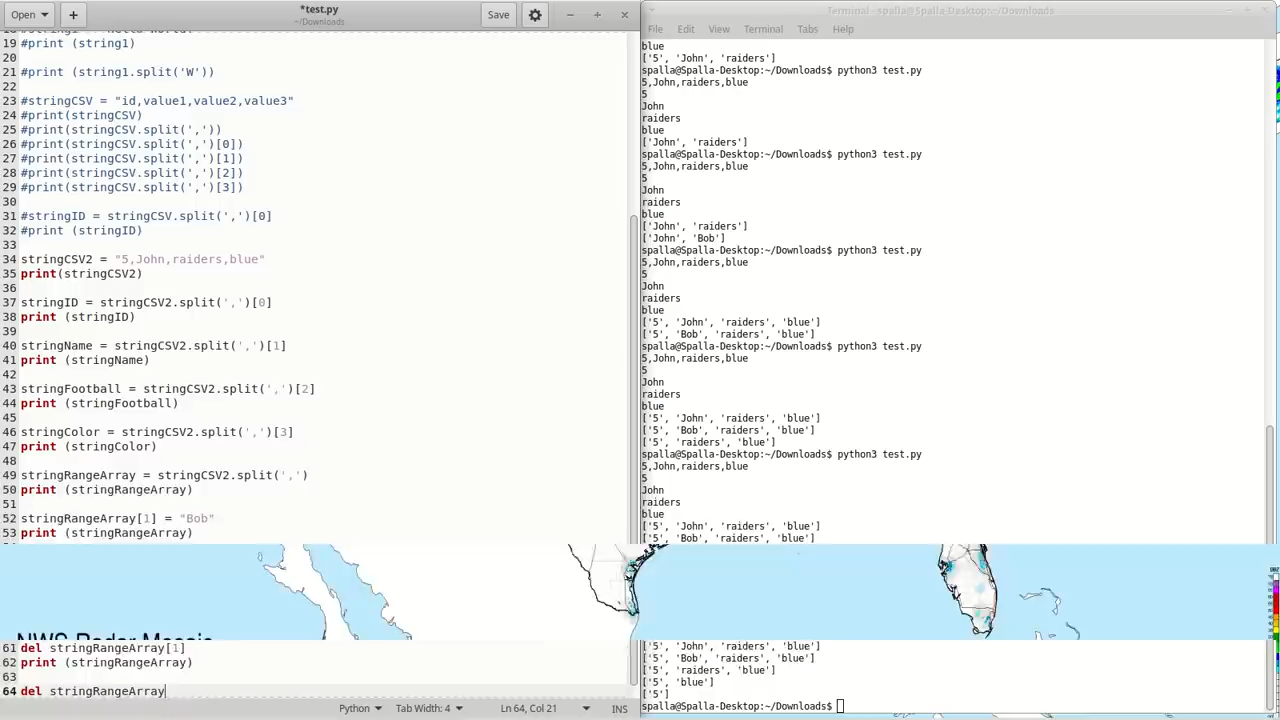 Open
+
*test.py
~/Downloads
Save
19 #print (string1)
20
21 #print (string1.split('W'))
22
23 #stringCSV = "id,value1,value2,value3"
24 #print(stringCSV)
25 #print(stringCSV.split(','))
26 #print(stringCSV.split(',')[0])
27 #print(stringCSV.split(',')[1])
28 #print(stringCSV.split(',')[2])
29 #print(stringCSV.split(',')[3])
30
31 #stringID = stringCSV.split(',')[0]
32 #print (stringID)
33
34 stringCSV2 = "5,John,raiders,blue"
35 print(stringCSV2)
36
37 stringID = stringCSV2.split(',')[0]
38 print (stringID)
39
40 stringName = stringCSV2.split(',')[1]
41 print (stringName)
42
43 stringFootball = stringCSV2.split(',')[2]
44 print (stringFootball)
45
46 stringColor = stringCSV2.split(',')[3]
47 print (stringColor)
48
49 stringRangeArray = stringCSV2.split(',')
50 print (stringRangeArray)
51
52 stringRangeArray[1] = "Bob"
53 print (stringRangeArray)
61 del stringRangeArray[1]
62 print (stringRangeArray)
63
64 del stringRangeArray
Python
Tab Width: 4
Ln 64, Col 21
INS
Terminal - spalla@Spalla-Desktop:~/Downloads
File Edit View Terminal Tabs Help
blue
['5', 'John', 'raiders']
spalla@Spalla-Desktop:~/Downloads$ python3 test.py
5,John,raiders,blue
5
John
raiders
blue
['John', 'raiders']
spalla@Spalla-Desktop:~/Downloads$ python3 test.py
5,John,raiders,blue
5
John
raiders
blue
['John', 'raiders']
['John', 'Bob']
spalla@Spalla-Desktop:~/Downloads$ python3 test.py
5,John,raiders,blue
5
John
raiders
blue
['5', 'John', 'raiders', 'blue']
['5', 'Bob', 'raiders', 'blue']
spalla@Spalla-Desktop:~/Downloads$ python3 test.py
5,John,raiders,blue
5
John
raiders
blue
['5', 'John', 'raiders', 'blue']
['5', 'Bob', 'raiders', 'blue']
['5', 'raiders', 'blue']
spalla@Spalla-Desktop:~/Downloads$ python3 test.py
5,John,raiders,blue
5
John
raiders
blue
['5', 'John', 'raiders', 'blue']
['5', 'Bob', 'raiders', 'blue']
NWS Radar Mosaic
['5', 'John', 'raiders', 'blue']
['5', 'Bob', 'raiders', 'blue']
['5', 'raiders', 'blue']
['5', 'blue']
['5']
spalla@Spalla-Desktop:~/Downloads$